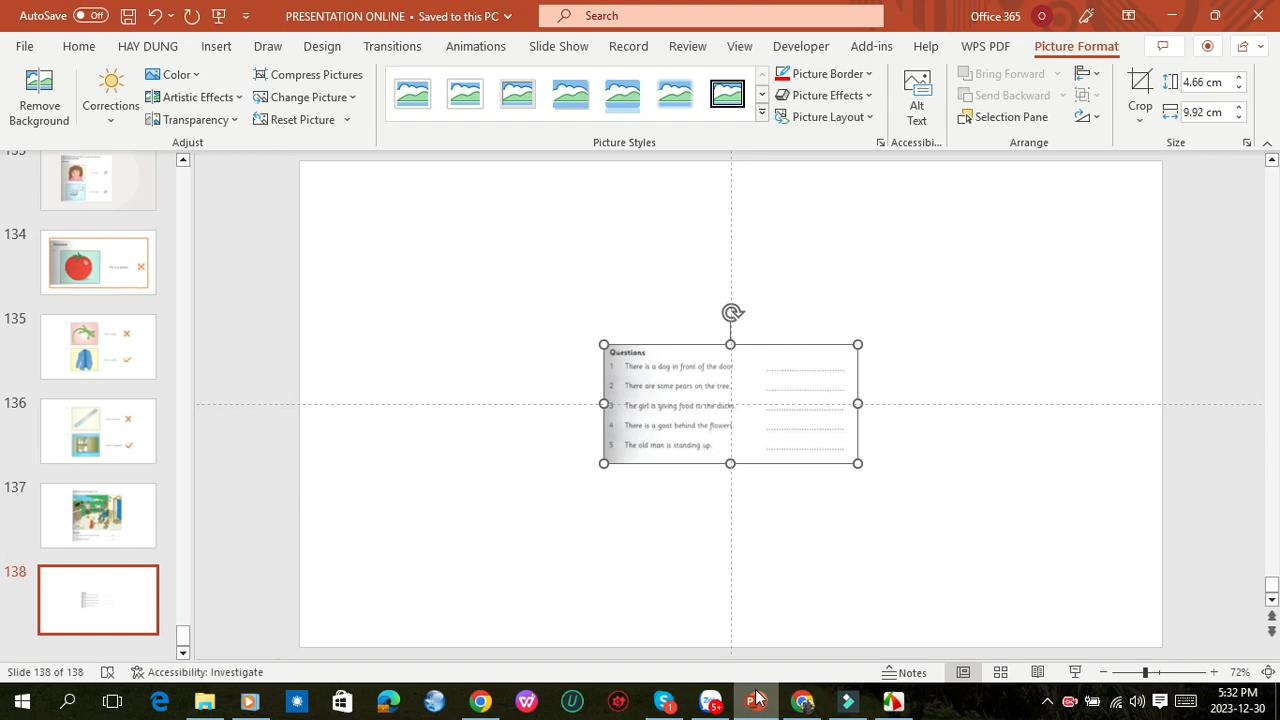 AutoSave Off PRESENTATION ONLINE • Saved to this PC Search Office 365 O
File Home HAY DUNG Insert Draw Design Transitions Animations Slide Show Record Review View Developer Add-ins Help WPS PDF Picture Format
Remove Background
Corrections
Color
Artistic Effects
Transparency
Compress Pictures
Change Picture
Reset Picture
Adjust
Picture Styles
Picture Border
Picture Effects
Picture Layout
Alt Text
Accessibi...
Bring Forward
Send Backward
Selection Pane
Arrange
Crop
4.66 cm
9.92 cm
Size
134
135
136
137
138
Questions
1 There is a dog in front of the door.
2 There are some pears on the tree.
3 The girl is giving food to the ducks.
4 There is a goat behind the flowers.
5 The old man is standing up.
Slide 138 of 138 Accessibility: Investigate Notes 72%
5:32 PM
2023-12-30